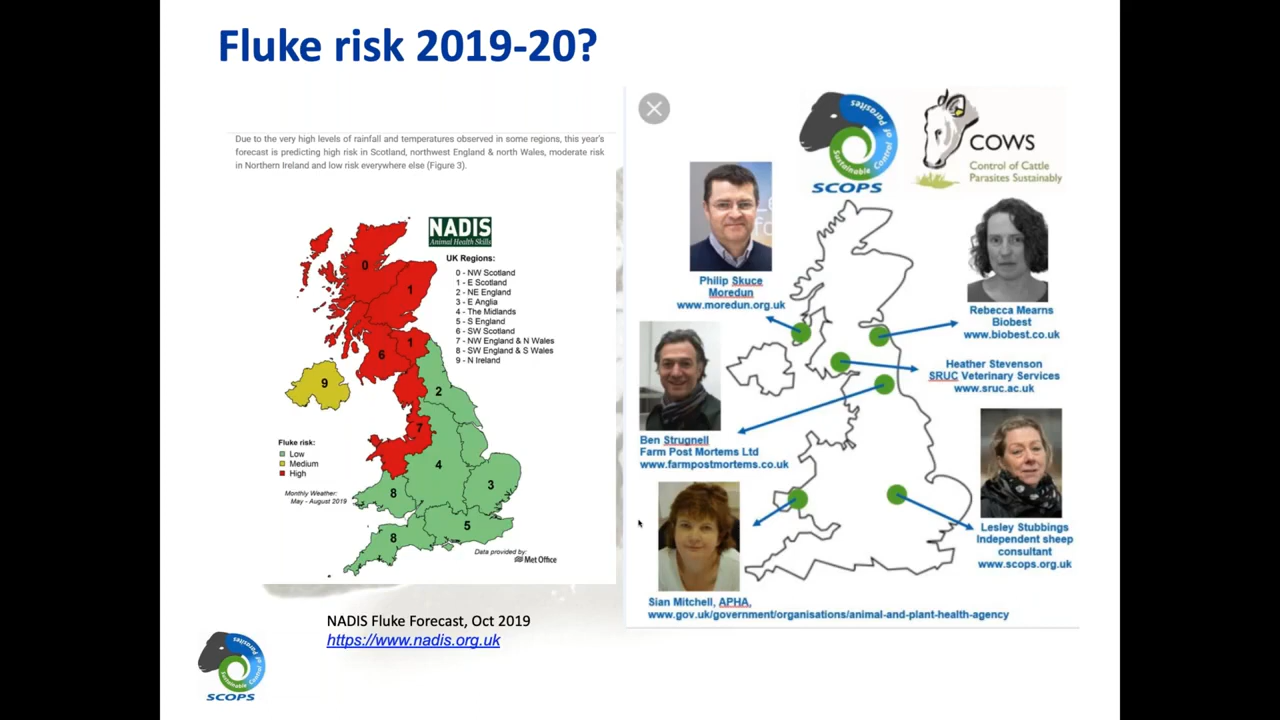 Fluke risk 2019-20?
Due to the very high levels of rainfall and temperatures observed in some regions, this year's
forecast is predicting high risk in Scotland, northwest England & north Wales, moderate risk
in Northern Ireland and low risk everywhere else (Figure 3).
NADIS
Animal Health Skills
UK Regions:
0 - NW Scotland
1 - E Scotland
2 - NE England
3 - E Anglia
4 - The Midlands
5 - S England
6 - SW Scotland
7 - NW England & N Wales
8 - SW England & S Wales
9 - N Ireland
0
1
1
6
9
2
7
4
3
8
5
8
Fluke risk:
Low
Medium
High
Monthly Weather:
May - August 2019
Data provided by:
Met Office
NADIS Fluke Forecast, Oct 2019
https://www.nadis.org.uk
Sustainable Control of Parasites
SCOPS
Sustainable Control of Parasites
SCOPS
COWS
Control of Cattle
Parasites Sustainably
Philip Skuce
Moredun
www.moredun.org.uk
Rebecca Mearns
Biobest
www.biobest.co.uk
Heather Stevenson
SRUC Veterinary Services
www.sruc.ac.uk
Ben Strugnell
Farm Post Mortems Ltd
www.farmpostmortems.co.uk
Lesley Stubbings
Independent sheep
consultant
www.scops.org.uk
Sian Mitchell, APHA,
www.gov.uk/government/organisations/animal-and-plant-health-agency